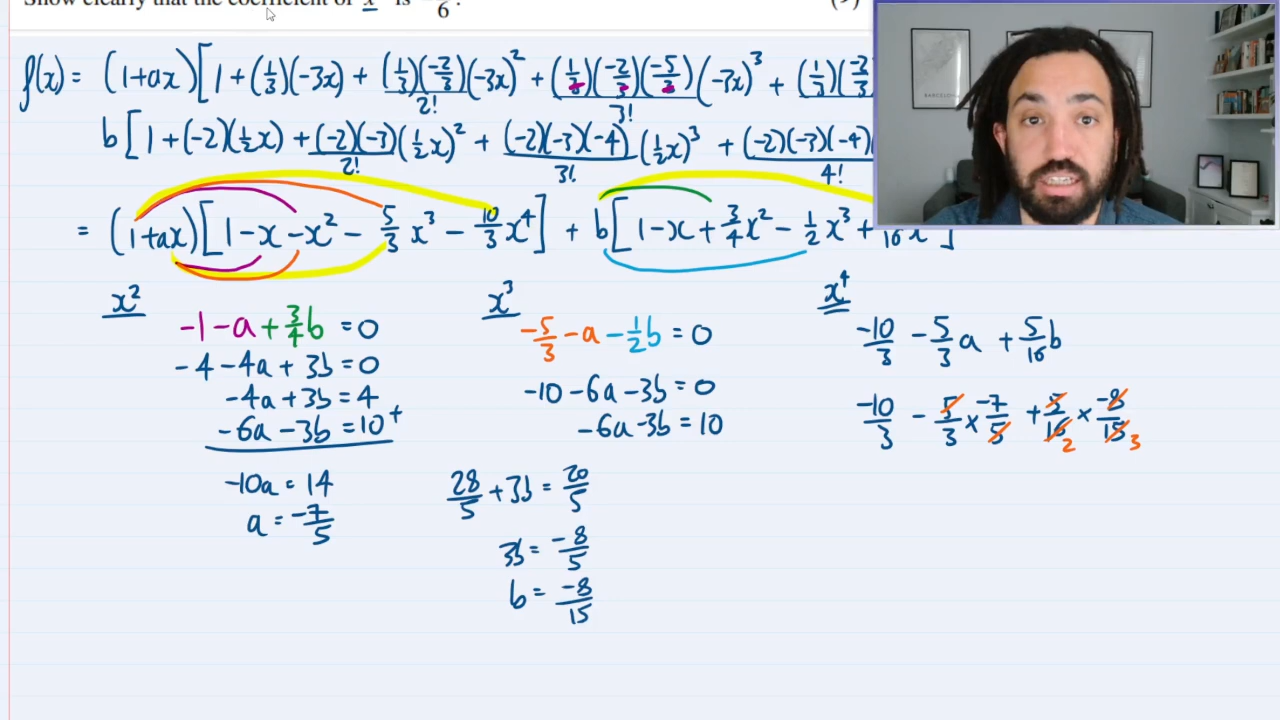 Show clearly that the coefficient of x is 6.
f(x) = (1+ax)[1+(1/3)(-3x) + (1/3)(-2/3)/2! (-3x)² + (1/3)(-2/3)(-5/3)/3! (-3x)³ + (1/3)(-2/3)
b[1+(-2)(½x) + (-2)(-3)/2! (½x)² + (-2)(-3)(-4)/3! (½x)³ + (-2)(-3)(-4)/4!
= (1+ax)[1-x-x² - 5/3 x³ - 10/3 x⁴] + b[1-x+3/4 x² - ½x³ + /16 x ]
x² x³ x⁴
-1-a+3/4 b = 0 -5/3 -a -½b = 0 -10/3 - 5/3 a + 5/16 b
-4-4a+3b=0 -10-6a-3b=0
-4a+3b=4 -10/3 - 5/3 × -7/5 + 5/16 2 × -8/15 3
-6a-3b=10 + -6a-3b=10
-10a=14 28/5 +3b = 20/5
a = -7/5
3b = -8/5
b = -8/15
BARCELONA